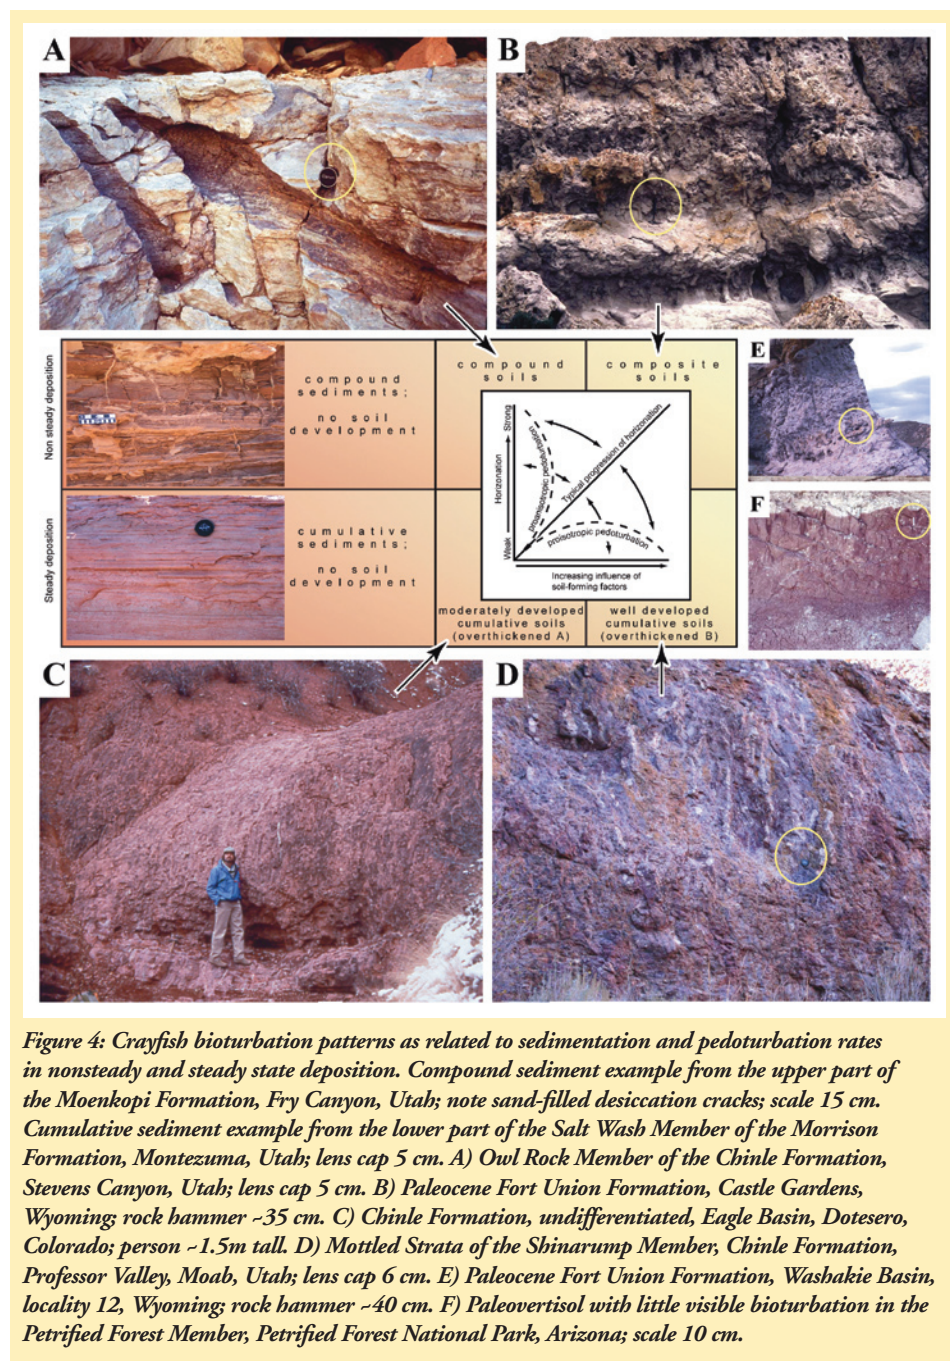 A
B
Non steady deposition
compound
sediments;
no soil
development
compound
soils
composite
soils
E
Strong
Horizonation
Weak
proanisotropic pedoturbation
Typical progression of horizonation
proisotropic pedoturbation
Increasing influence of
soil-forming factors
F
Steady deposition
cumulative
sediments;
no soil
development
moderately developed
cumulative soils
(overthickened A)
well developed
cumulative soils
(overthickened B)
C
D
Figure 4: Crayfish bioturbation patterns as related to sedimentation and pedoturbation rates
in nonsteady and steady state deposition. Compound sediment example from the upper part of
the Moenkopi Formation, Fry Canyon, Utah; note sand-filled desiccation cracks; scale 15 cm.
Cumulative sediment example from the lower part of the Salt Wash Member of the Morrison
Formation, Montezuma, Utah; lens cap 5 cm. A) Owl Rock Member of the Chinle Formation,
Stevens Canyon, Utah; lens cap 5 cm. B) Paleocene Fort Union Formation, Castle Gardens,
Wyoming; rock hammer ~35 cm. C) Chinle Formation, undifferentiated, Eagle Basin, Dotesero,
Colorado; person ~1.5m tall. D) Mottled Strata of the Shinarump Member, Chinle Formation,
Professor Valley, Moab, Utah; lens cap 6 cm. E) Paleocene Fort Union Formation, Washakie Basin,
locality 12, Wyoming; rock hammer ~40 cm. F) Paleovertisol with little visible bioturbation in the
Petrified Forest Member, Petrified Forest National Park, Arizona; scale 10 cm.